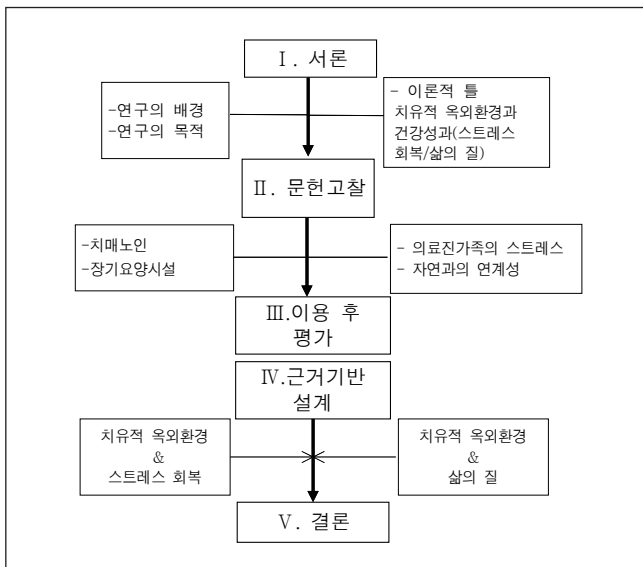 Ⅰ. 서론
-연구의 배경
-연구의 목적
- 이론적 틀
치유적 옥외환경과
건강성과(스트레스
회복/삶의 질)
Ⅱ. 문헌고찰
-치매노인
-장기요양시설
- 의료진가족의 스트레스
- 자연과의 연계성
Ⅲ.이용 후
평가
Ⅳ.근거기반
설계
치유적 옥외환경
&
스트레스 회복
치유적 옥외환경
&
삶의 질
Ⅴ. 결론